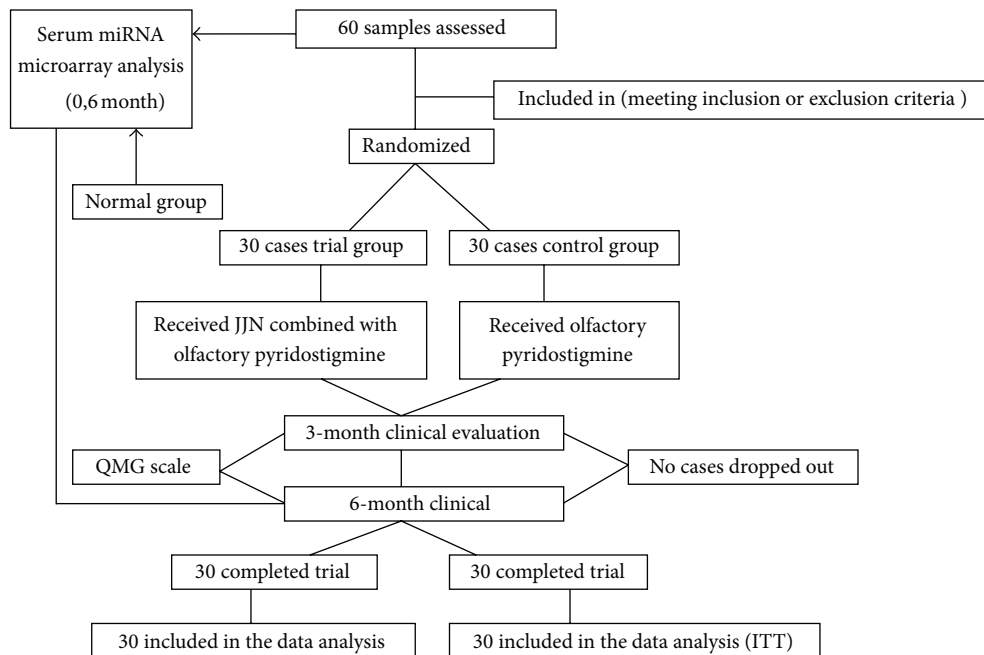 Serum miRNA
microarray analysis
(0,6 month)
60 samples assessed
Included in (meeting inclusion or exclusion criteria )
Randomized
Normal group
30 cases trial group
30 cases control group
Received JJN combined with
olfactory pyridostigmine
Received olfactory
pyridostigmine
3-month clinical evaluation
QMG scale
No cases dropped out
6-month clinical
30 completed trial
30 completed trial
30 included in the data analysis
30 included in the data analysis (ITT)